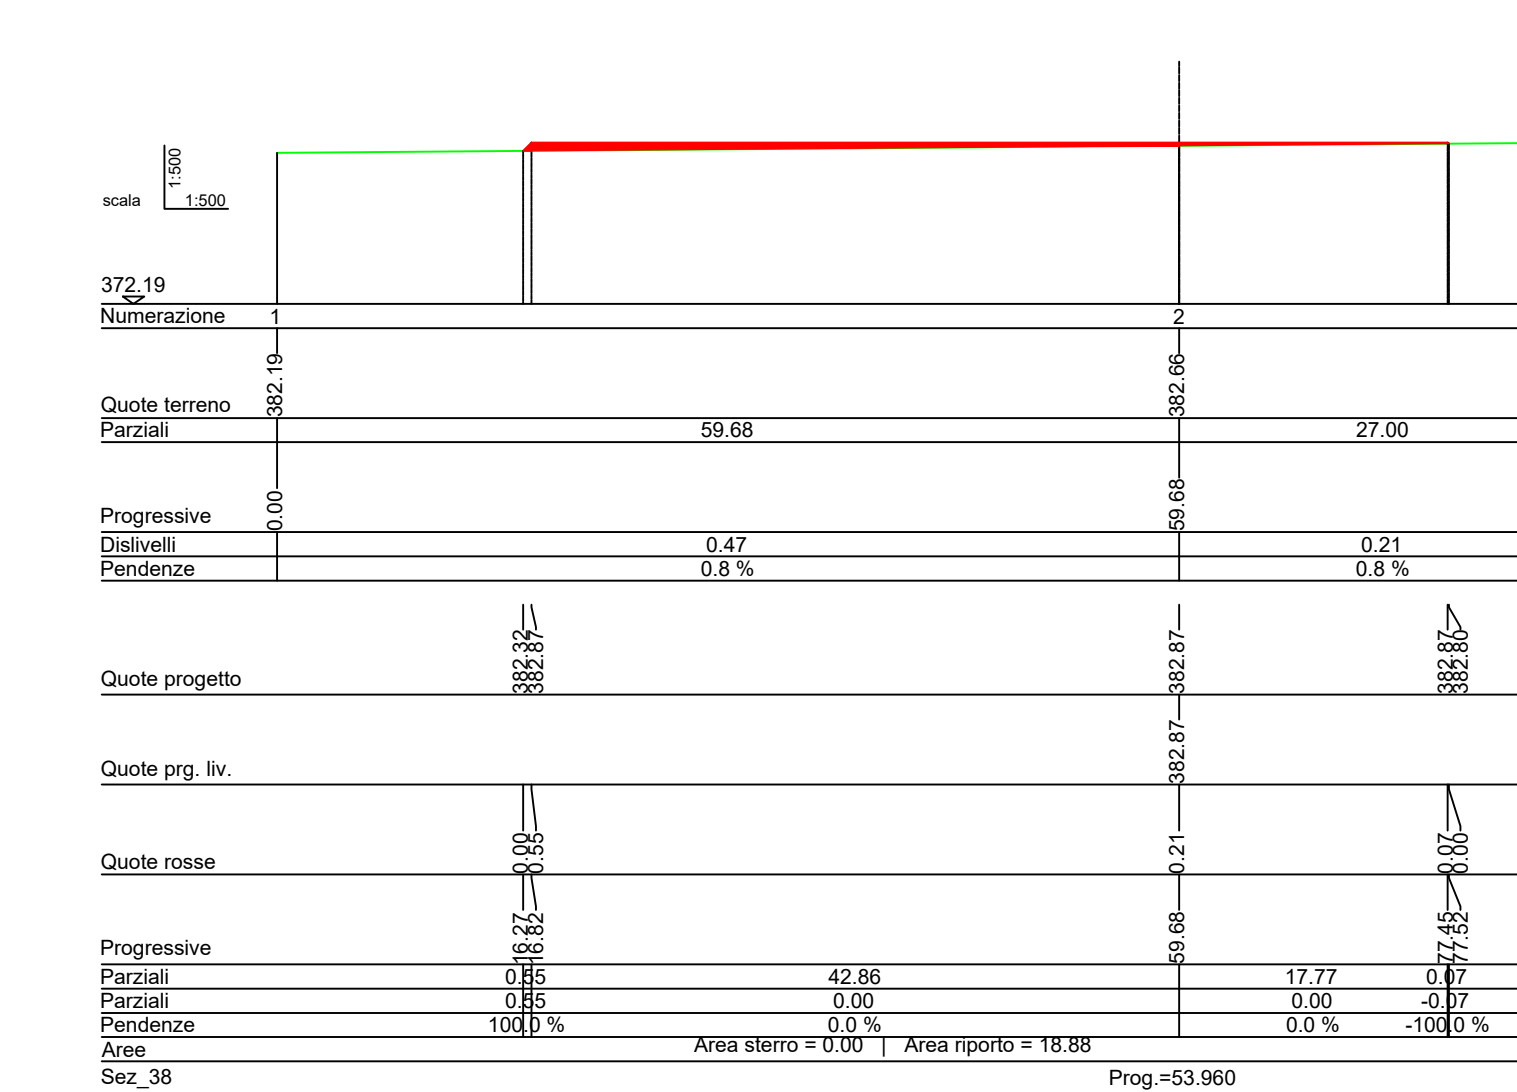 1:500
scala 1:500
372.19
Numerazione 1 2
Quote terreno 382.19 382.66
Parziali 59.68 27.00
Progressive 0.00 59.68
Dislivelli 0.47 0.21
Pendenze 0.8 % 0.8 %
Quote progetto 382.32 382.87 382.87 382.87 382.80
Quote prg. liv. 382.87
Quote rosse 0.00 0.55 0.21 0.07 0.00
Progressive 16.27 16.82 59.68 77.45 77.52
Parziali 0.55 42.86 17.77 0.07
Parziali 0.55 0.00 0.00 -0.07
Pendenze 100.0 % 0.0 % 0.0 % -100.0 %
Aree Area sterro = 0.00 | Area riporto = 18.88
Sez_38 Prog.=53.960